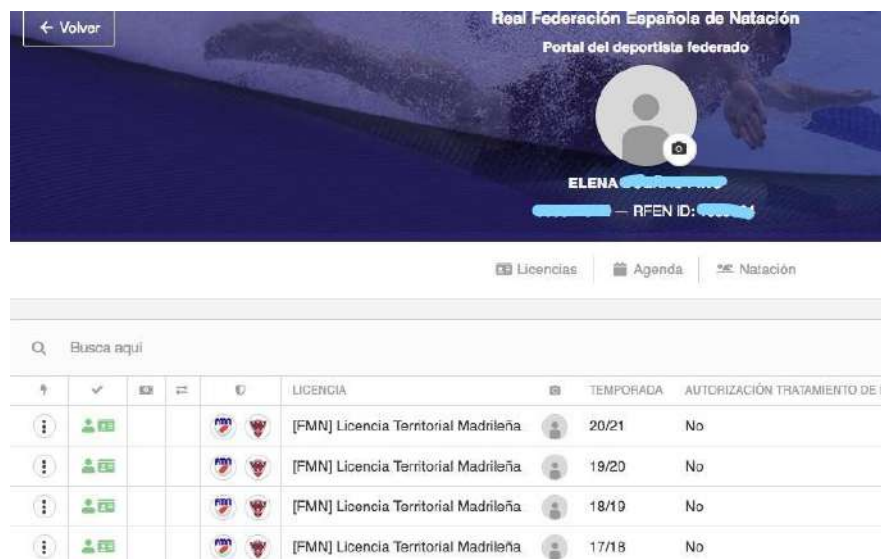 ← Volver
Real Federación Española de Natación
Portal del deportista federado
ELENA
— RFEN ID:
Licencias
Agenda
Natación
Busca aquí
LICENCIA TEMPORADA AUTORIZACIÓN TRATAMIENTO DE
[FMN] Licencia Territorial Madrileña 20/21 No
[FMN] Licencia Territorial Madrileña 19/20 No
[FMN] Licencia Territorial Madrileña 18/19 No
[FMN] Licencia Territorial Madrileña 17/18 No